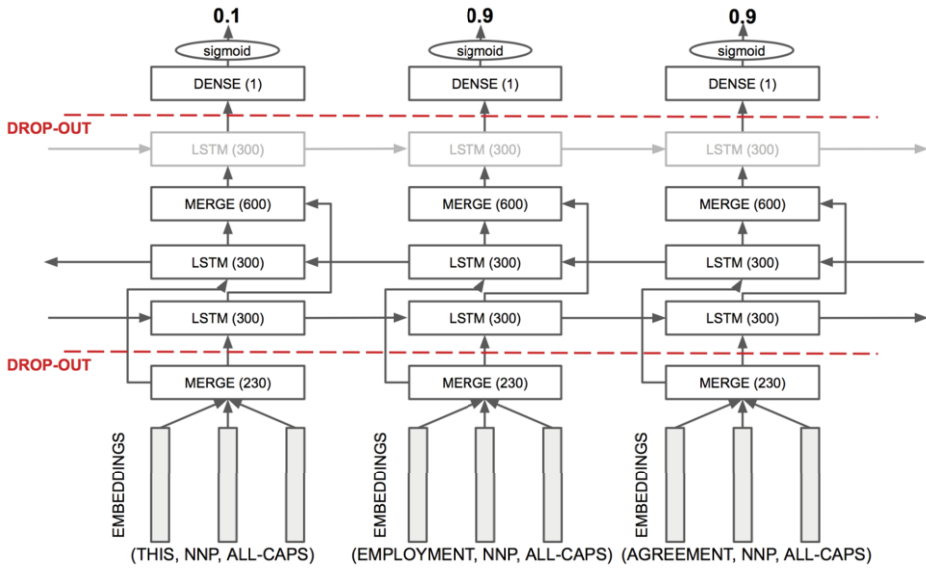 0.1 0.9 0.9
sigmoid sigmoid sigmoid
DENSE (1) DENSE (1) DENSE (1)
DROP-OUT
LSTM (300) LSTM (300) LSTM (300)
MERGE (600) MERGE (600) MERGE (600)
LSTM (300) LSTM (300) LSTM (300)
LSTM (300) LSTM (300) LSTM (300)
DROP-OUT
MERGE (230) MERGE (230) MERGE (230)
EMBEDDINGS EMBEDDINGS EMBEDDINGS
(THIS, NNP, ALL-CAPS) (EMPLOYMENT, NNP, ALL-CAPS) (AGREEMENT, NNP, ALL-CAPS)